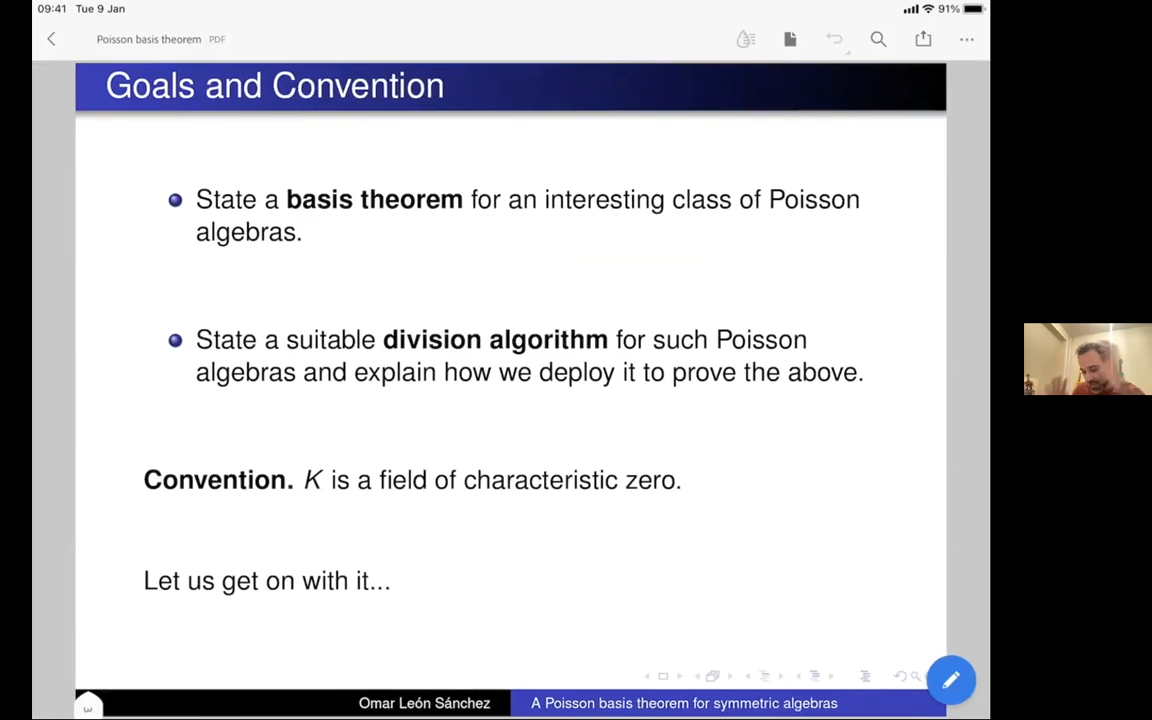 09:41 Tue 9 Jan
91%
Poisson basis theorem PDF
Goals and Convention
State a basis theorem for an interesting class of Poisson
algebras.
State a suitable division algorithm for such Poisson
algebras and explain how we deploy it to prove the above.
Convention. K is a field of characteristic zero.
Let us get on with it...
3
Omar León Sánchez
A Poisson basis theorem for symmetric algebras